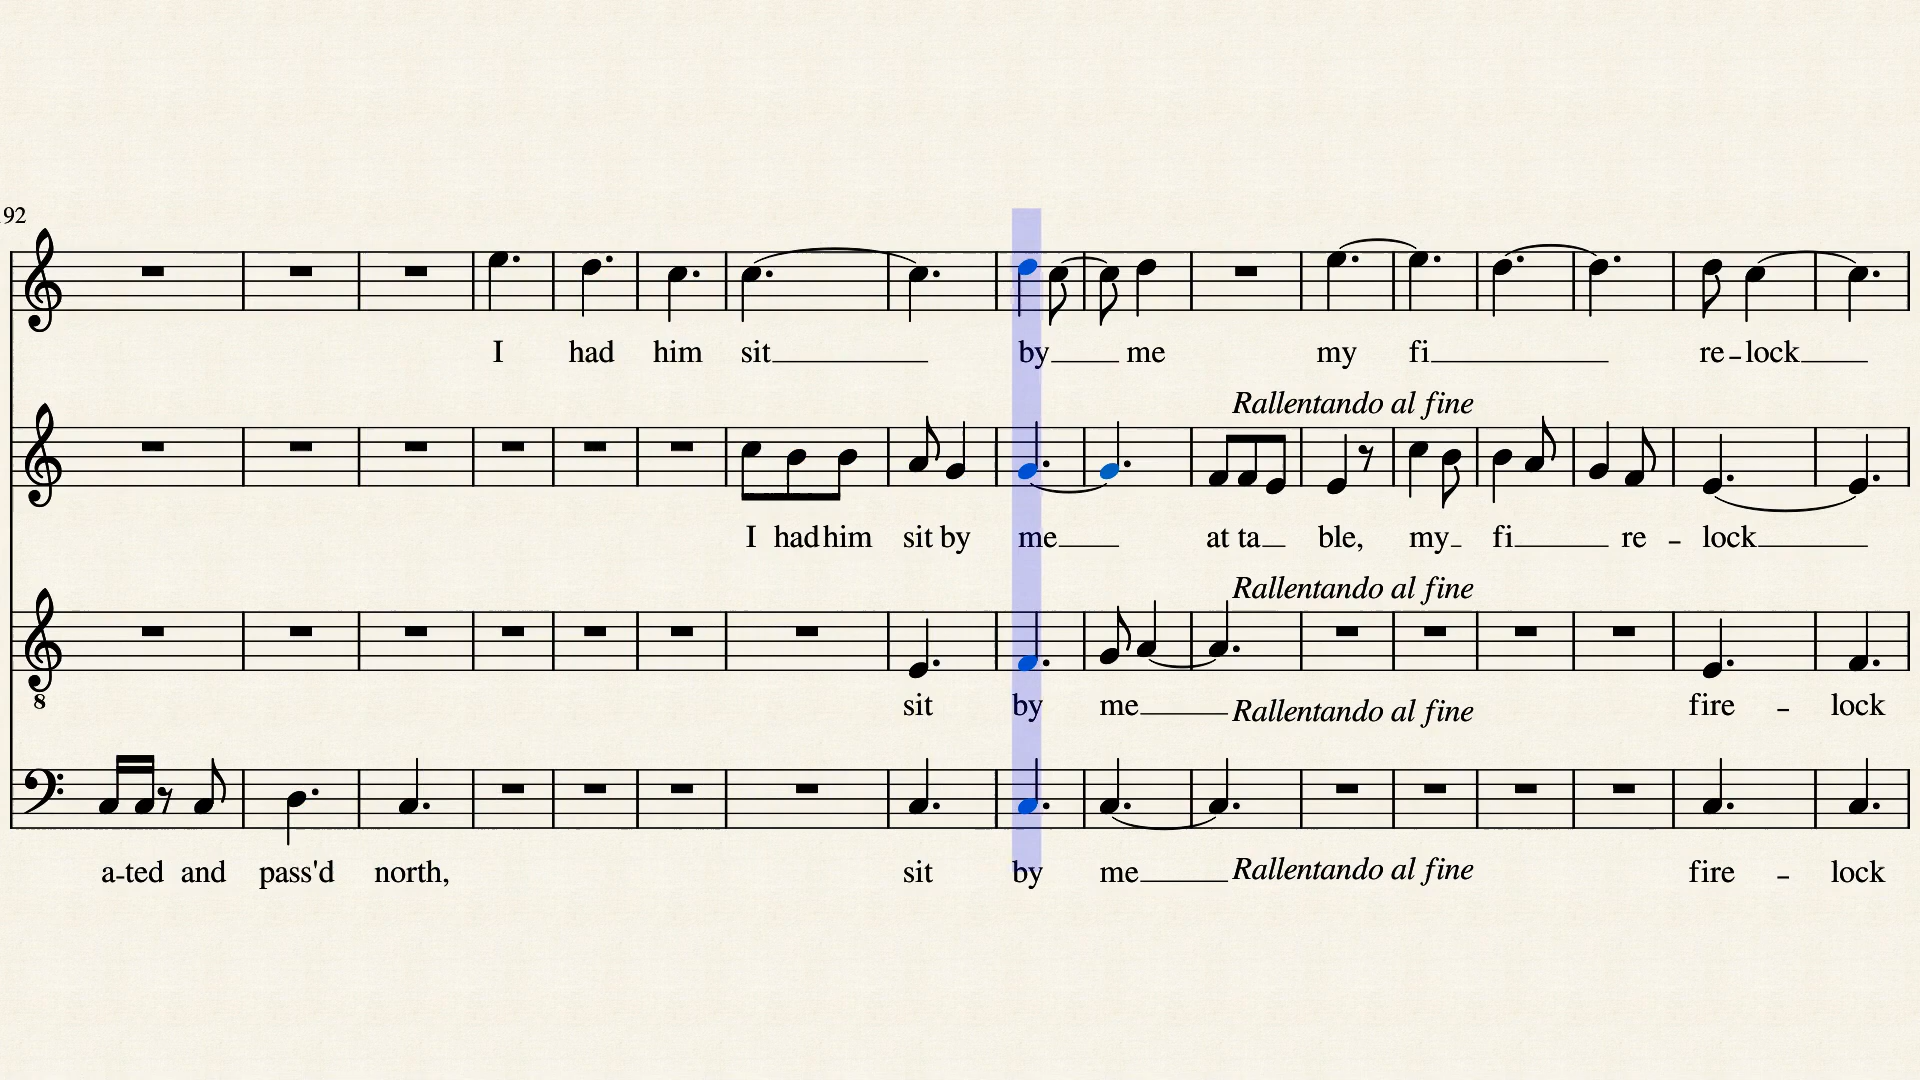 92
I had him sit by me my fi re-lock
Rallentando al fine
I had him sit by me at ta ble, my fi re - lock
Rallentando al fine
8
sit by me Rallentando al fine fire - lock
a-ted and pass'd north, sit by me Rallentando al fine fire - lock